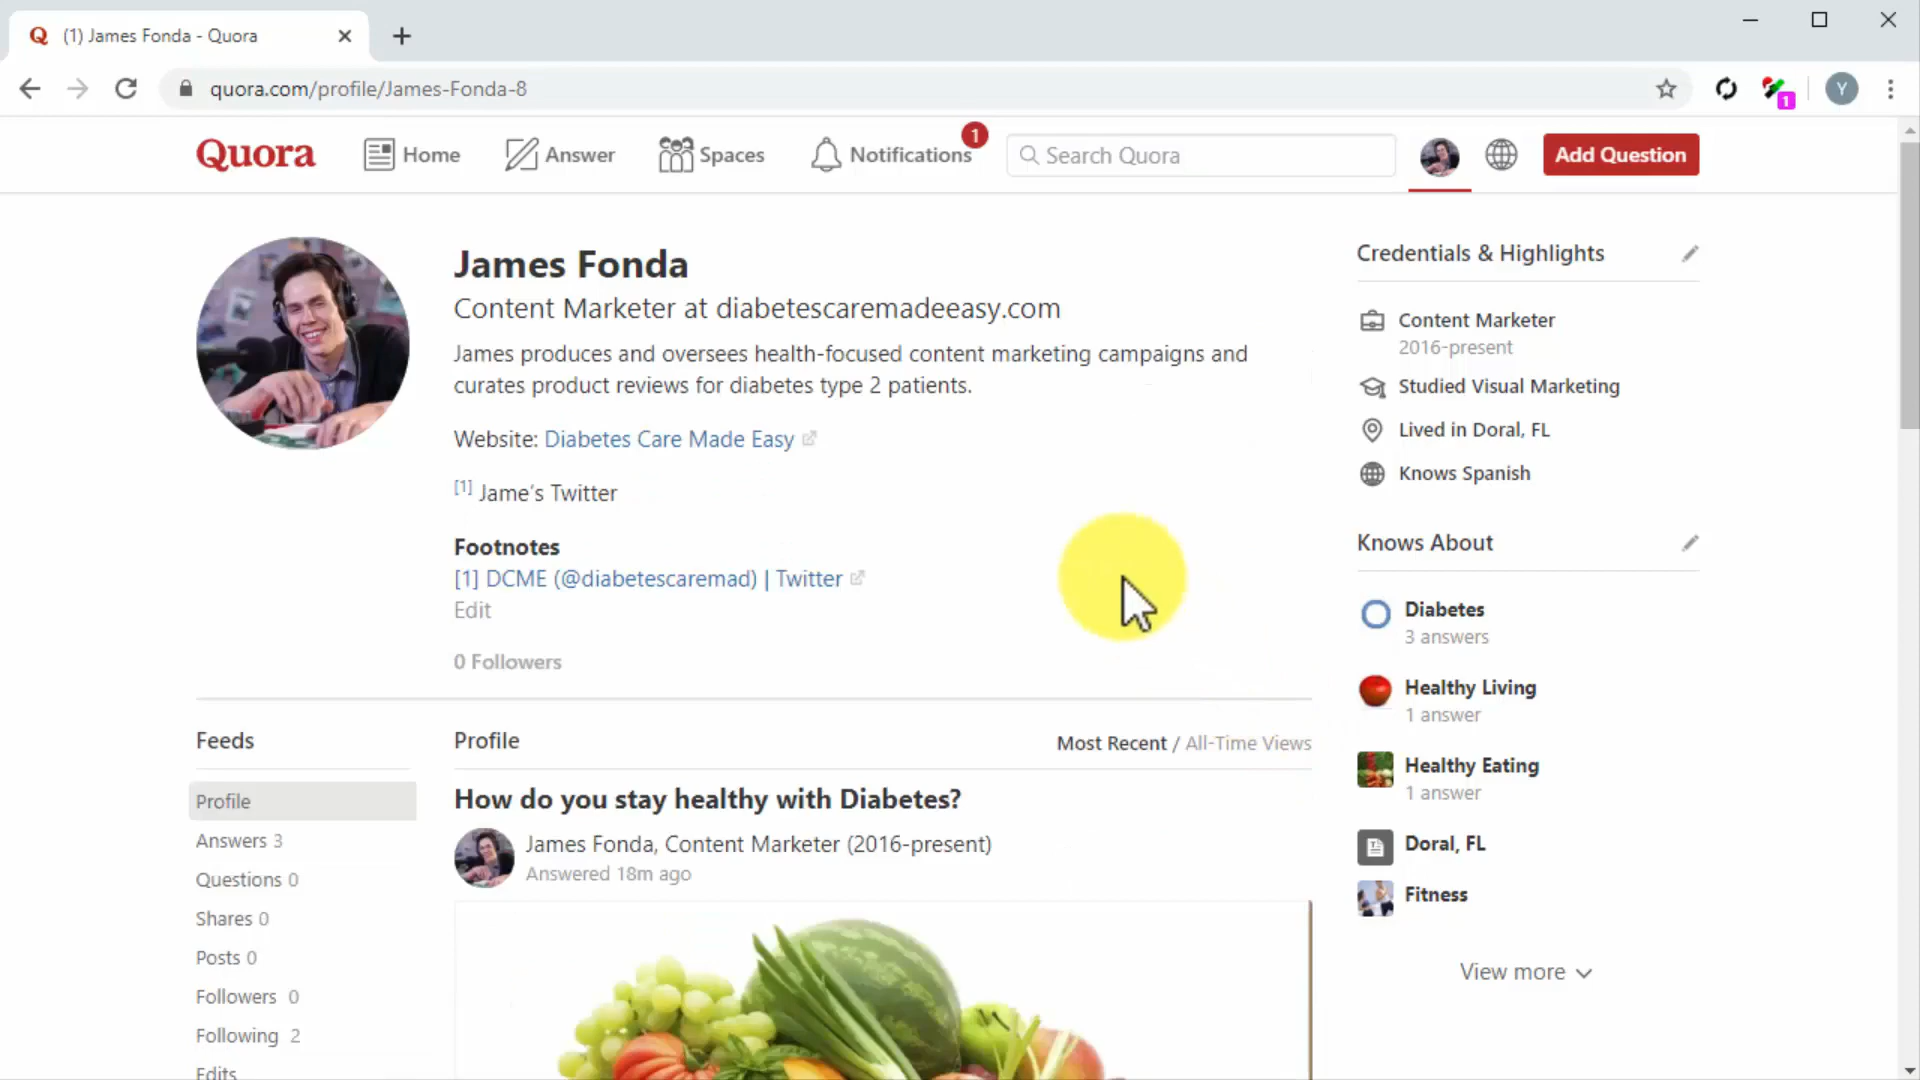 Q (1) James Fonda - Quora
quora.com/profile/James-Fonda-8
1
Y
Quora
Home
Answer
Spaces
Notifications
1
Search Quora
Add Question
James Fonda
Content Marketer at diabetescaremadeeasy.com
James produces and oversees health-focused content marketing campaigns and
curates product reviews for diabetes type 2 patients.
Website: Diabetes Care Made Easy
[1] Jame's Twitter
Footnotes
[1] DCME (@diabetescaremad) | Twitter
Edit
0 Followers
Credentials & Highlights
Content Marketer
2016-present
Studied Visual Marketing
Lived in Doral, FL
Knows Spanish
Knows About
Diabetes
3 answers
Healthy Living
1 answer
Healthy Eating
1 answer
Doral, FL
Fitness
View more
Feeds
Profile
Answers 3
Questions 0
Shares 0
Posts 0
Followers 0
Following 2
Edits
Profile
Most Recent / All-Time Views
How do you stay healthy with Diabetes?
James Fonda, Content Marketer (2016-present)
Answered 18m ago